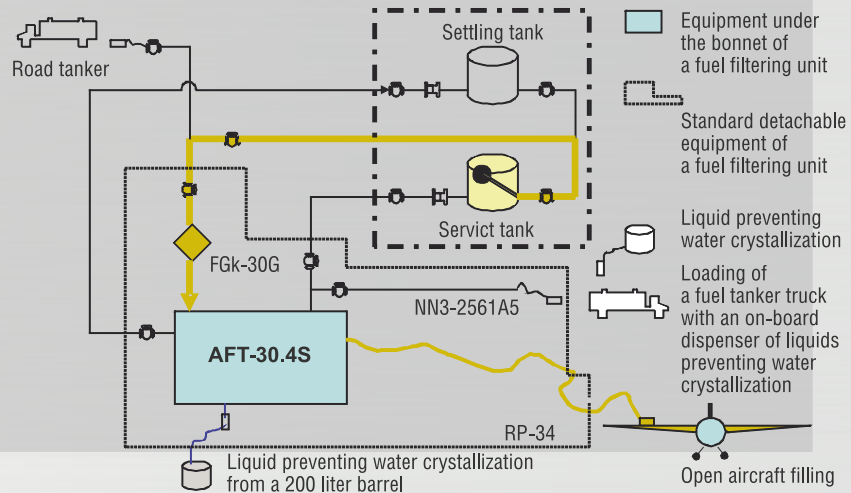 Road tanker
Settling tank
Servict tank
FGk-30G
NN3-2561A5
AFT-30.4S
RP-34
Liquid preventing water crystallization
from a 200 liter barrel
Equipment under
the bonnet of
a fuel filtering unit
Standard detachable
equipment of
a fuel filtering unit
Liquid preventing
water crystallization
Loading of
a fuel tanker truck
with an on-board
dispenser of liquids
preventing water
crystallization
Open aircraft filling